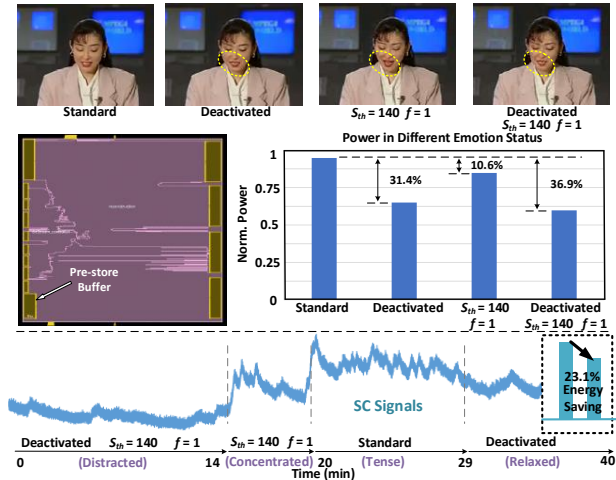 Standard
Deactivated
S_th = 140 f = 1
Deactivated
S_th = 140 f = 1
Power in Different Emotion Status
Norm. Power
1
0.75
0.5
0.25
0
31.4%
10.6%
36.9%
Standard
Deactivated
S_th = 140
f = 1
Deactivated
S_th = 140 f = 1
Pre-store
Buffer
SC Signals
23.1%
Energy
Saving
Deactivated S_th = 140 f = 1
S_th = 140 f = 1
Standard
Deactivated
0
(Distracted)
14
(Concentrated)
20
(Tense)
29
(Relaxed)
40
Time (min)